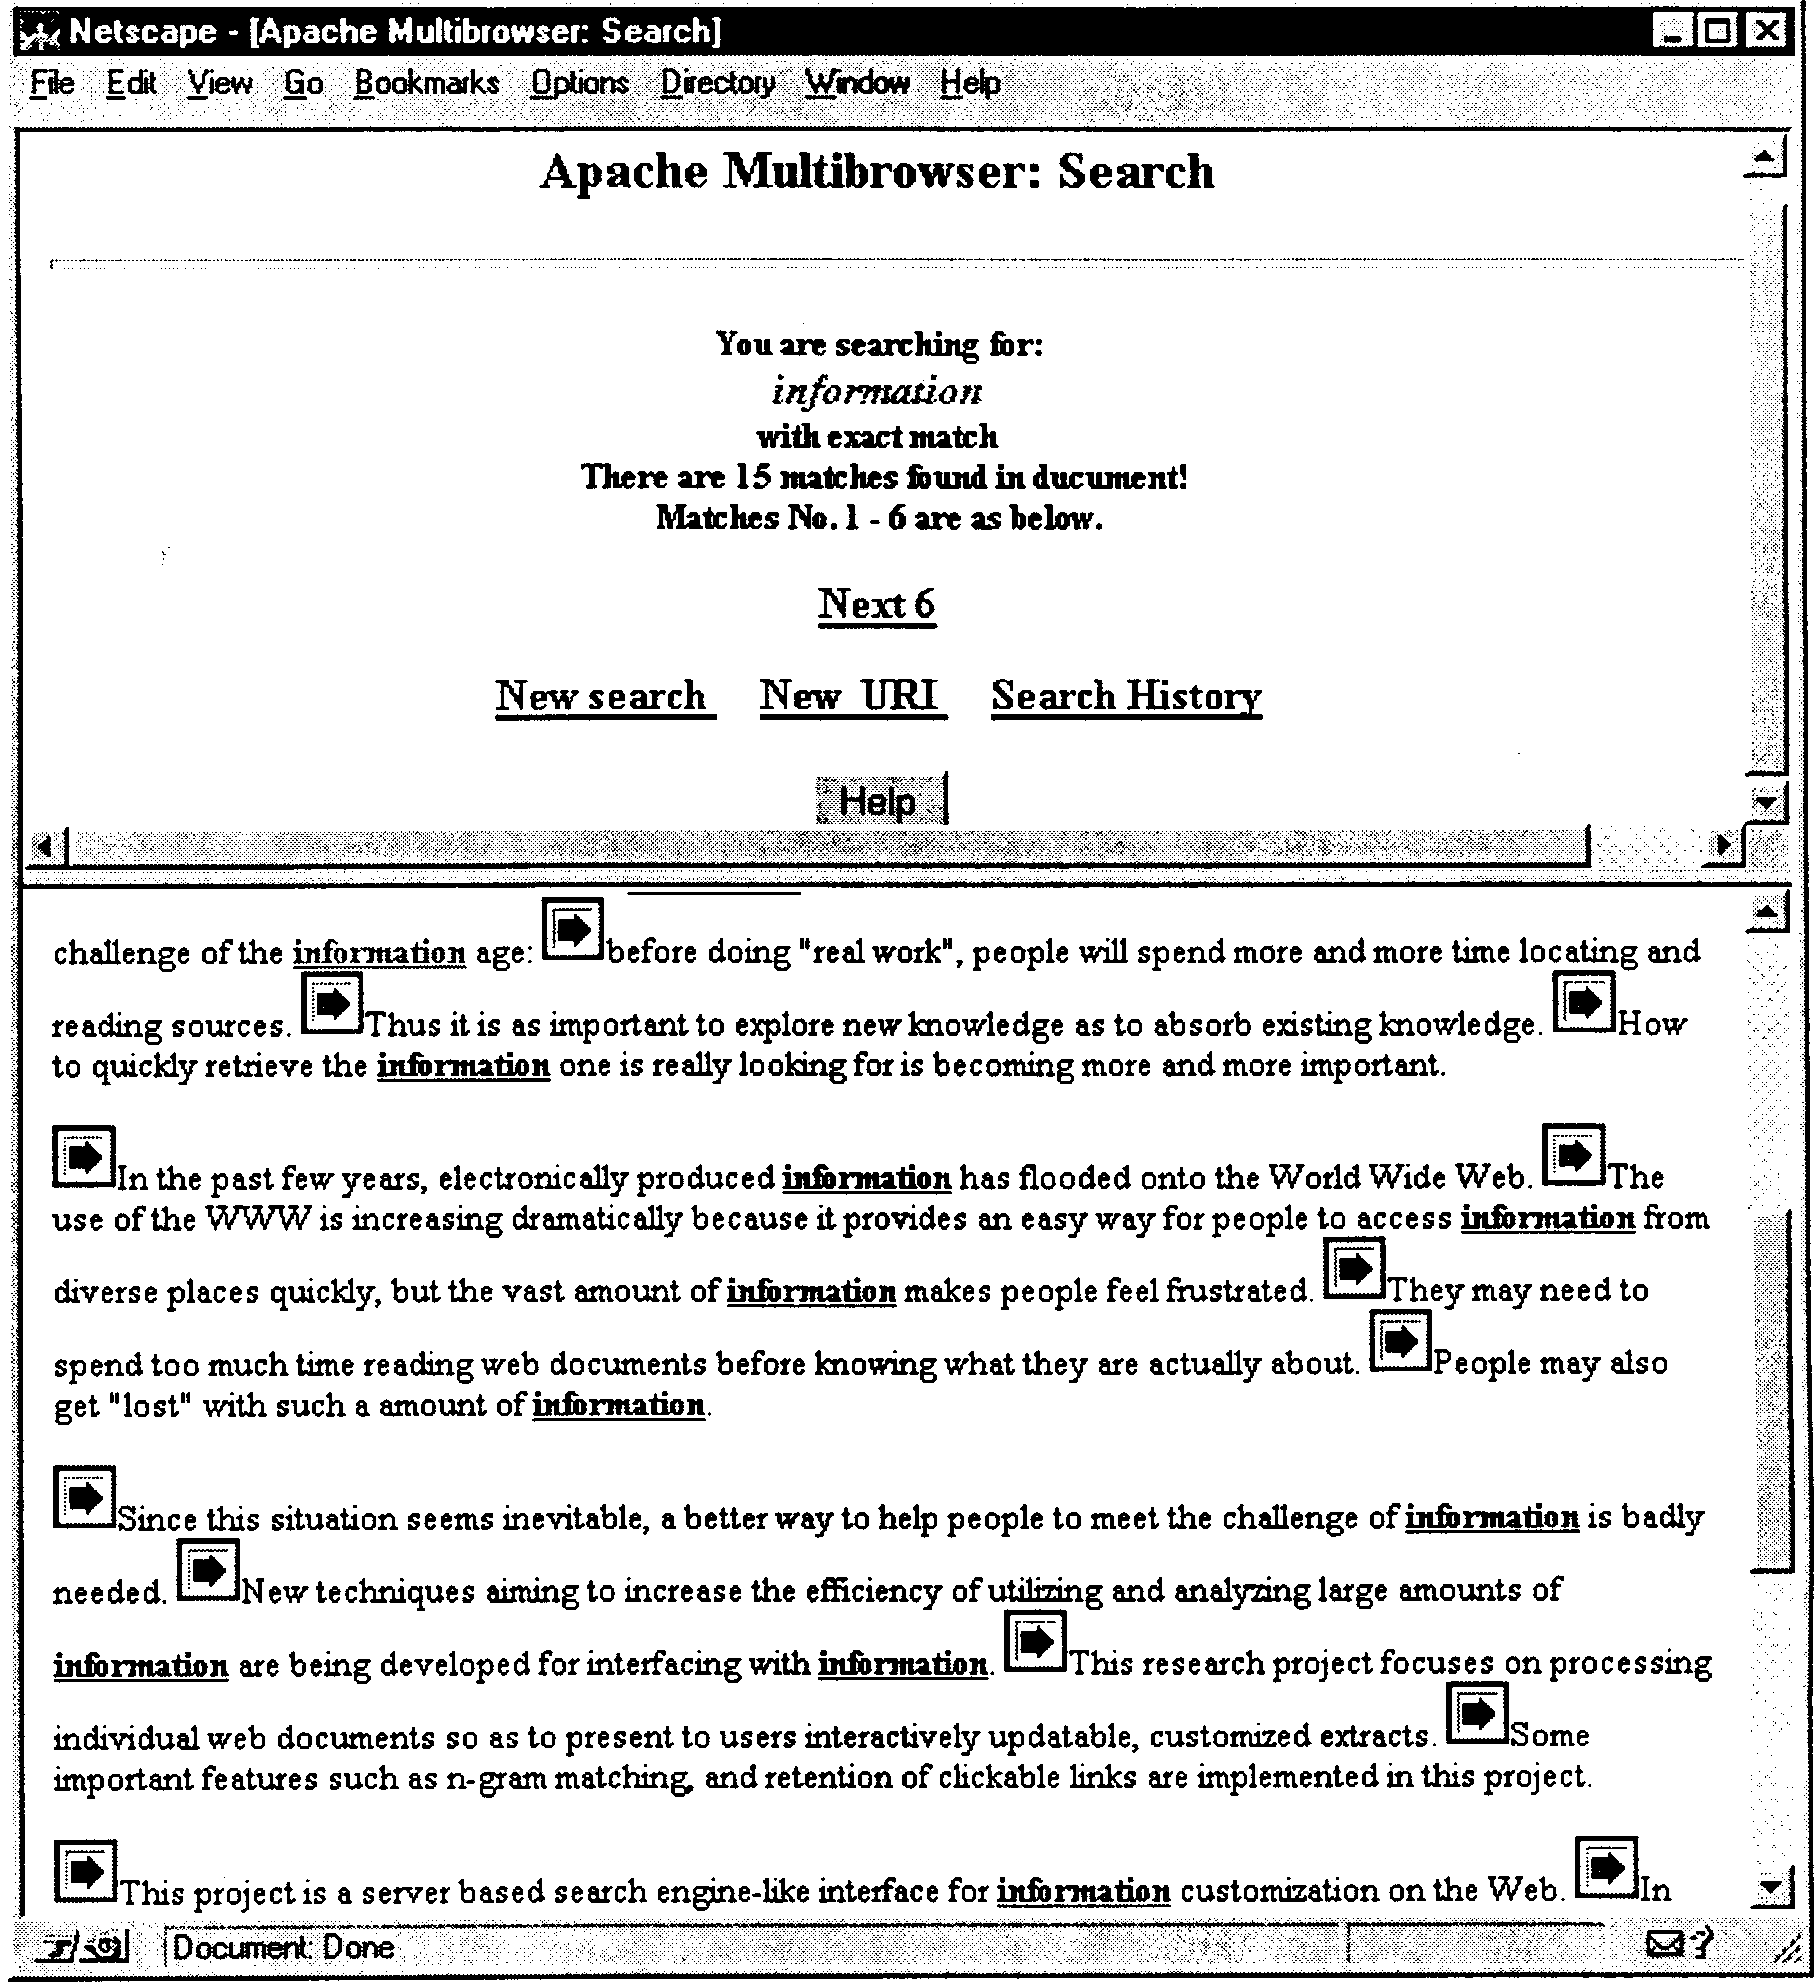 Netscape - [Apache Multibrowser: Search]
File Edit View Go Bookmarks Options Directory Window Help
Apache Multibrowser: Search
You are searching for:
information
with exact match
There are 15 matches found in ducument!
Matches No. 1 - 6 are as below.
Next 6
New search New URI Search History
Help
challenge of the information age: before doing "real work", people will spend more and more time locating and
reading sources. Thus it is as important to explore new knowledge as to absorb existing knowledge. How
to quickly retrieve the information one is really looking for is becoming more and more important.
In the past few years, electronically produced information has flooded onto the World Wide Web. The
use of the WWW is increasing dramatically because it provides an easy way for people to access information from
diverse places quickly, but the vast amount of information makes people feel frustrated. They may need to
spend too much time reading web documents before knowing what they are actually about. People may also
get "lost" with such a amount of information.
Since this situation seems inevitable, a better way to help people to meet the challenge of information is badly
needed. New techniques aiming to increase the efficiency of utilizing and analyzing large amounts of
information are being developed for interfacing with information. This research project focuses on processing
individual web documents so as to present to users interactively updatable, customized extracts. Some
important features such as n-gram matching, and retention of clickable links are implemented in this project.
This project is a server based search engine-like interface for information customization on the Web. In
Document: Done